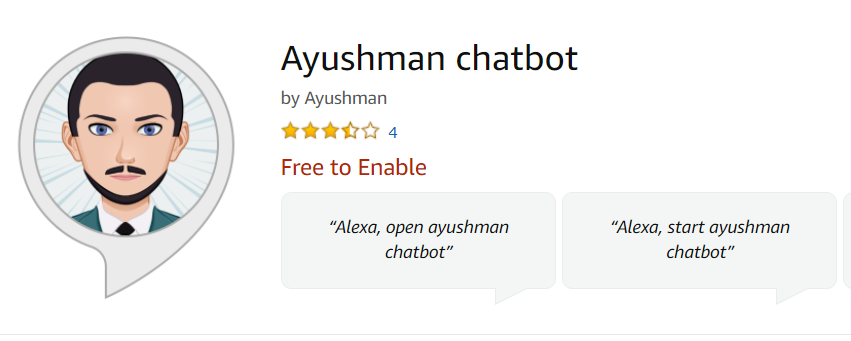 Ayushman chatbot
by Ayushman
4
Free to Enable
“Alexa, open ayushman
chatbot”
“Alexa, start ayushman
chatbot”